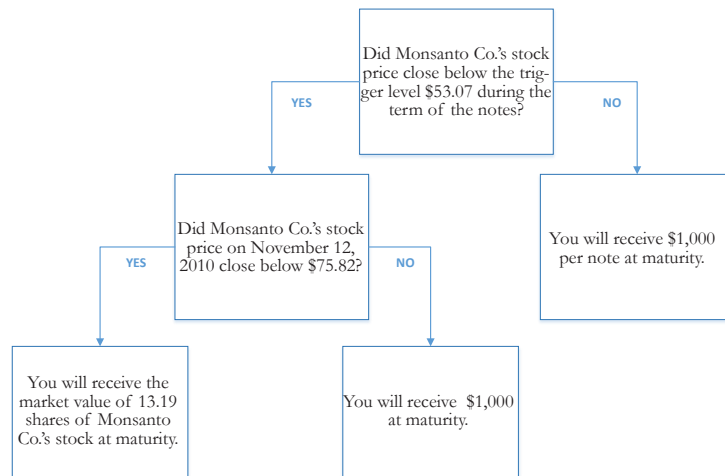 Did Monsanto Co.'s stock
price close below the trig-
ger level $53.07 during the
term of the notes?
YES
NO
Did Monsanto Co.'s stock
price on November 12,
2010 close below $75.82?
You will receive $1,000
per note at maturity.
YES
NO
You will receive the
market value of 13.19
shares of Monsanto
Co.'s stock at maturity.
You will receive $1,000
at maturity.